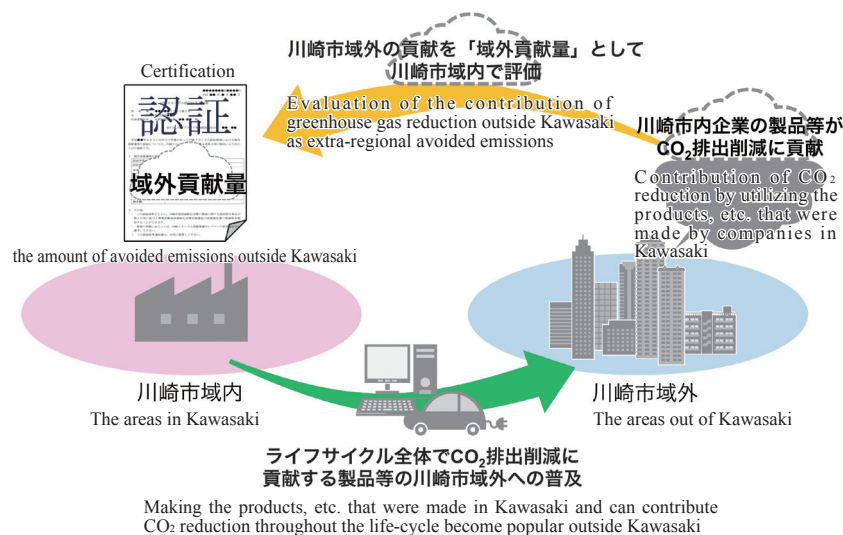 川崎市域外の貢献を「域外貢献量」として
川崎市域内で評価
Certification
認証
域外貢献量
Evaluation of the contribution of
greenhouse gas reduction outside Kawasaki
as extra-regional avoided emissions
川崎市内企業の製品等が
CO₂排出削減に貢献
Contribution of CO₂
reduction by utilizing the
products, etc. that were
made by companies in
Kawasaki
the amount of avoided emissions outside Kawasaki
川崎市域内
The areas in Kawasaki
川崎市域外
The areas out of Kawasaki
ライフサイクル全体でCO₂排出削減に
貢献する製品等の川崎市域外への普及
Making the products, etc. that were made in Kawasaki and can contribute
CO₂ reduction throughout the life-cycle become popular outside Kawasaki